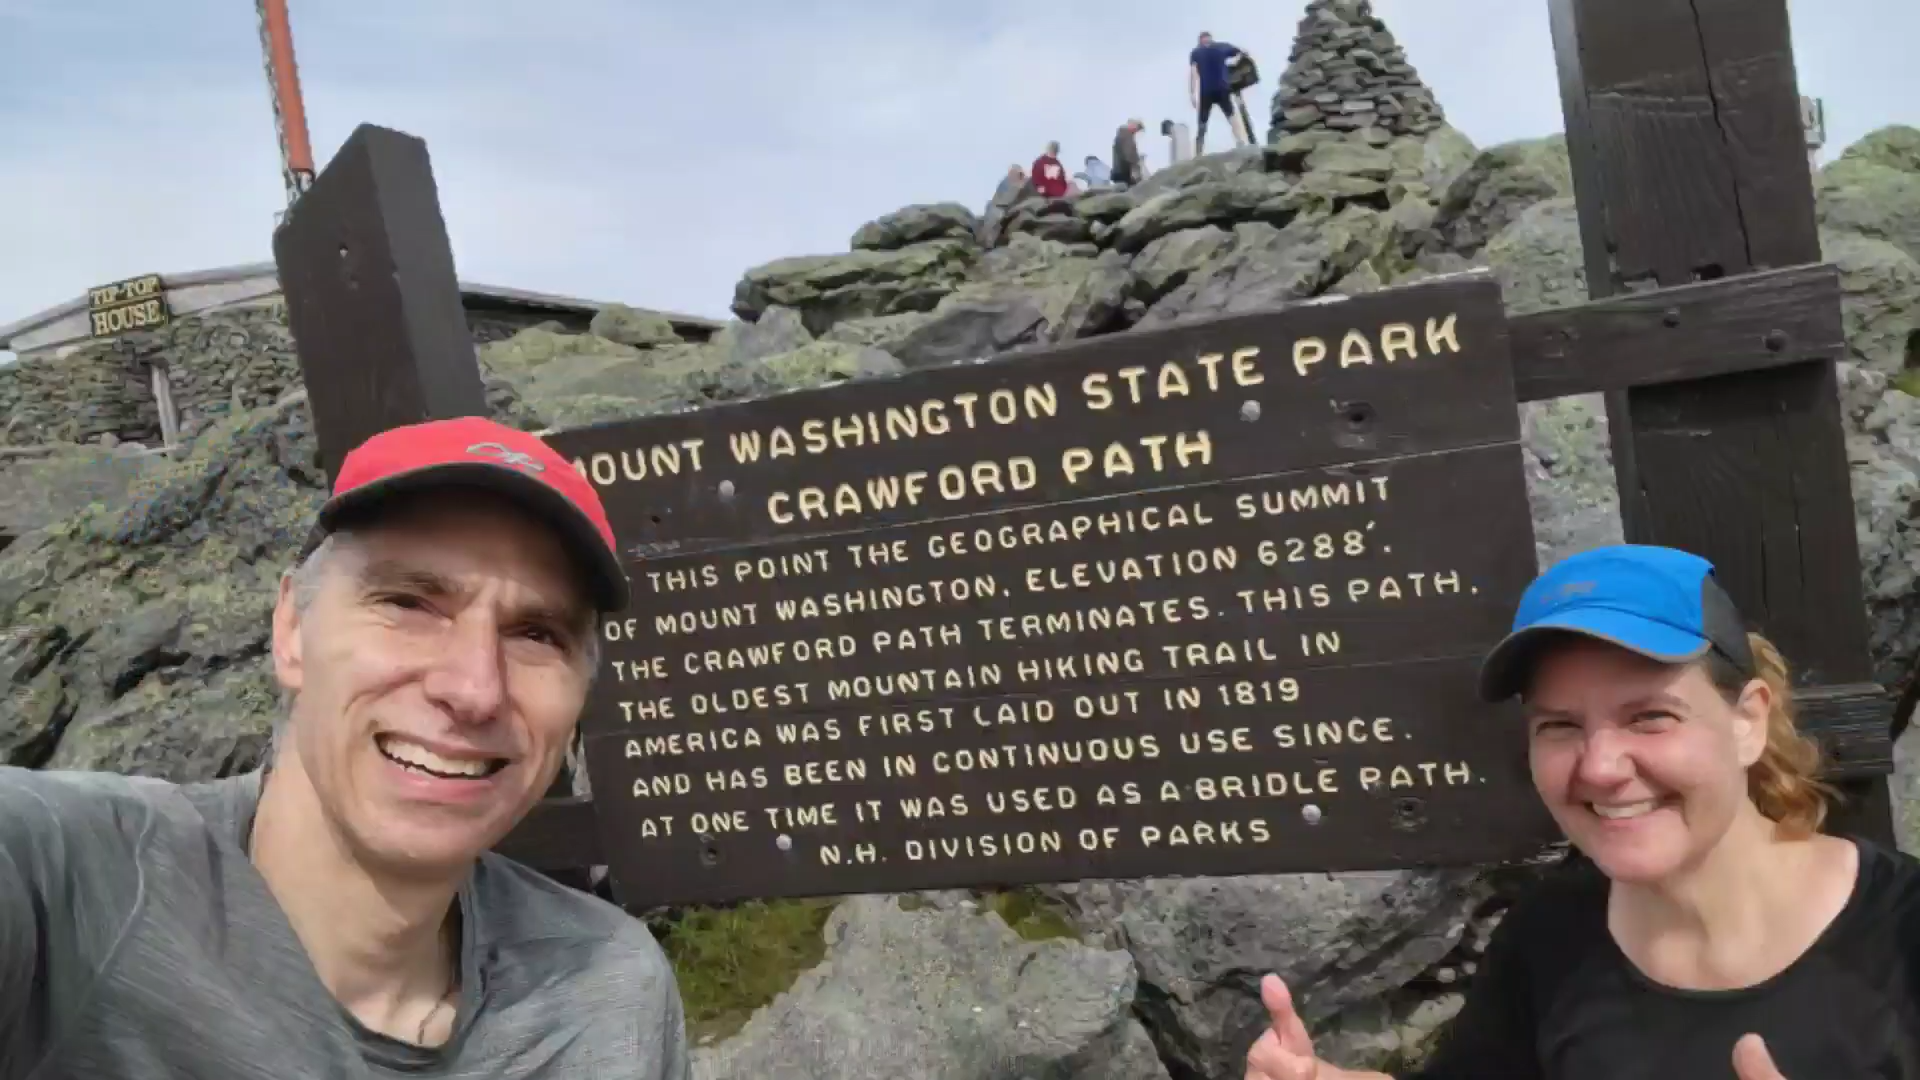 TIP-TOP
HOUSE
MOUNT WASHINGTON STATE PARK
CRAWFORD PATH
THIS POINT THE GEOGRAPHICAL SUMMIT
OF MOUNT WASHINGTON, ELEVATION 6288'.
THE CRAWFORD PATH TERMINATES. THIS PATH,
THE OLDEST MOUNTAIN HIKING TRAIL IN
AMERICA WAS FIRST LAID OUT IN 1819
AND HAS BEEN IN CONTINUOUS USE SINCE.
AT ONE TIME IT WAS USED AS A BRIDLE PATH.
N.H. DIVISION OF PARKS